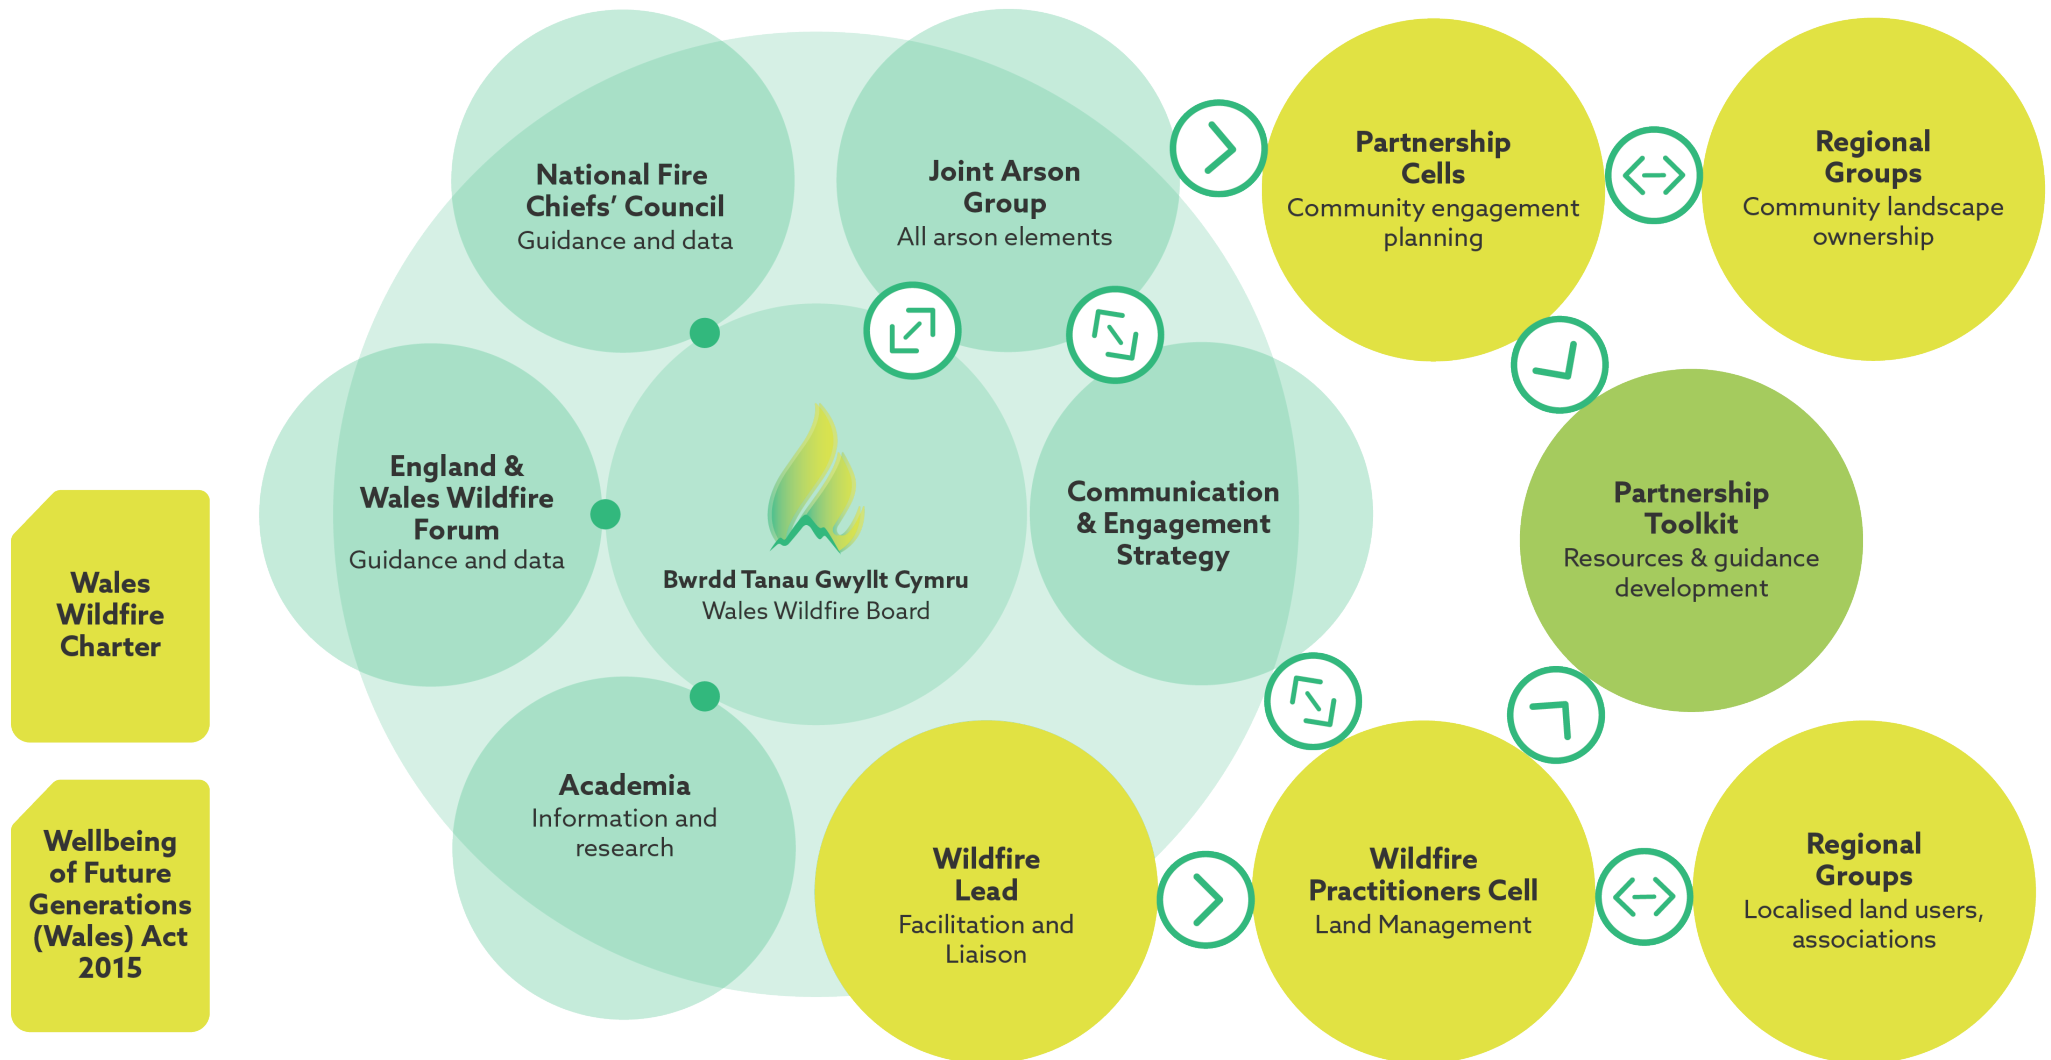 National Fire
Chiefs’ Council
Guidance and data
Joint Arson
Group
All arson elements
Partnership
Cells
Community engagement
planning
Regional
Groups
Community landscape
ownership
England &
Wales Wildfire
Forum
Guidance and data
Bwrdd Tanau Gwyllt Cymru
Wales Wildfire Board
Communication
& Engagement
Strategy
Partnership
Toolkit
Resources & guidance
development
Wales
Wildfire
Charter
Wellbeing
of Future
Generations
(Wales) Act
2015
Academia
Information and
research
Wildfire
Lead
Facilitation and
Liaison
Wildfire
Practitioners Cell
Land Management
Regional
Groups
Localised land users,
associations